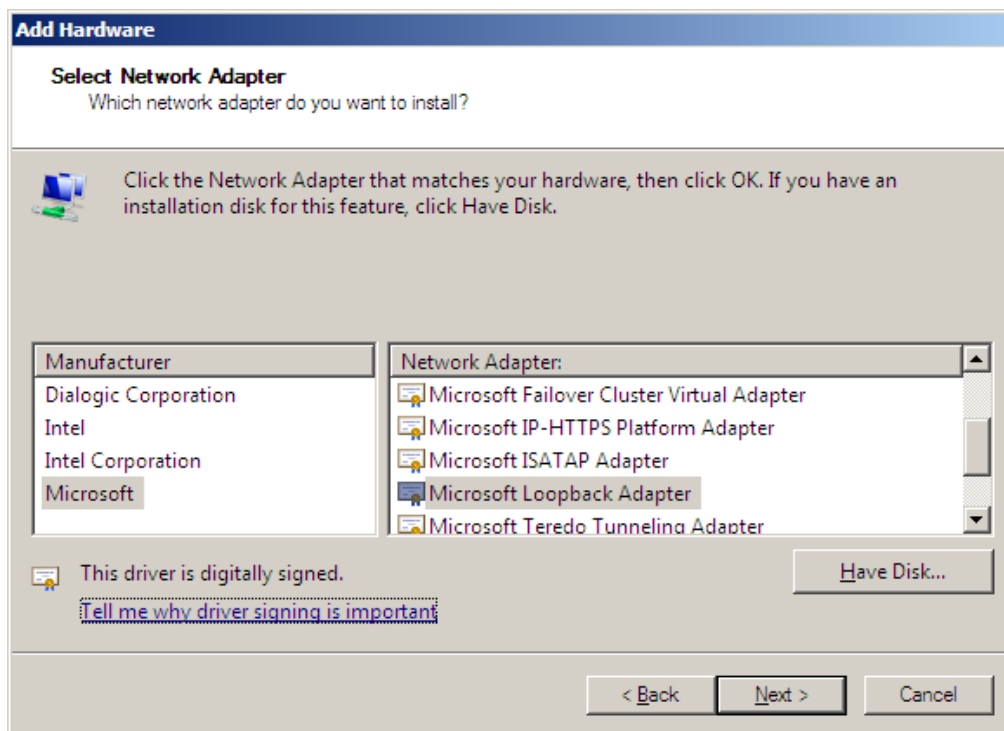 Add Hardware
Select Network Adapter
Which network adapter do you want to install?
Click the Network Adapter that matches your hardware, then click OK. If you have an
installation disk for this feature, click Have Disk.
Manufacturer
Dialogic Corporation
Intel
Intel Corporation
Microsoft
Network Adapter:
Microsoft Failover Cluster Virtual Adapter
Microsoft IP-HTTPS Platform Adapter
Microsoft ISATAP Adapter
Microsoft Loopback Adapter
Microsoft Teredo Tunneling Adapter
This driver is digitally signed.
Tell me why driver signing is important
Have Disk...
< Back
Next >
Cancel